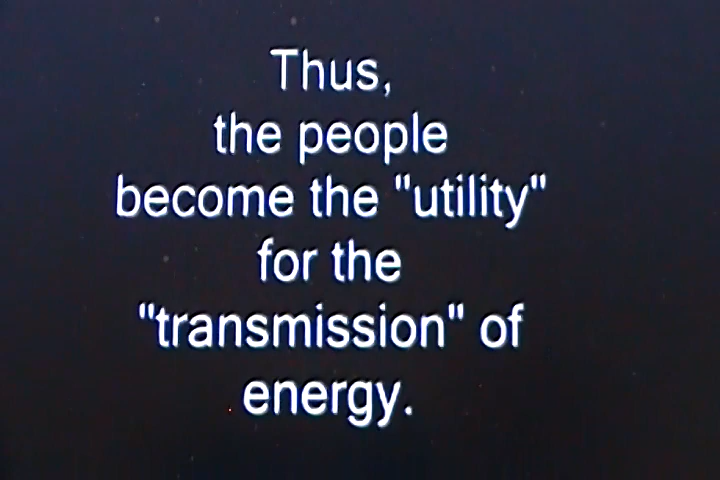 Thus,
the people
become the "utility"
for the
"transmission" of
energy.